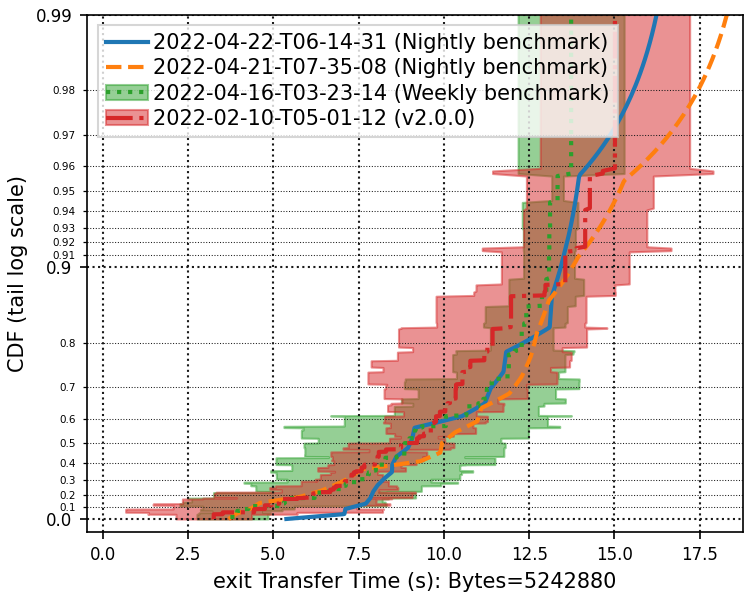 0.99
2022-04-22-T06-14-31 (Nightly benchmark)
2022-04-21-T07-35-08 (Nightly benchmark)
2022-04-16-T03-23-14 (Weekly benchmark)
2022-02-10-T05-01-12 (v2.0.0)
0.98
0.97
0.96
0.95
0.94
0.93
0.92
0.91
0.9
0.8
0.7
0.6
0.5
0.4
0.3
0.2
0.1
0.0
CDF (tail log scale)
0.0 2.5 5.0 7.5 10.0 12.5 15.0 17.5
exit Transfer Time (s): Bytes=5242880